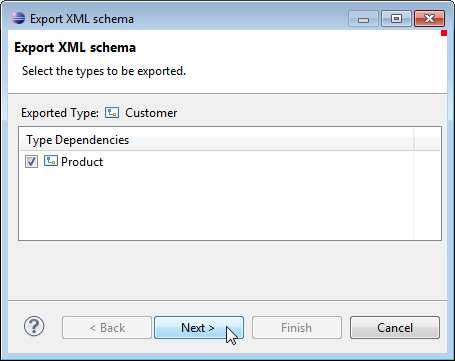 Export XML schema
Export XML schema
Select the types to be exported.
Exported Type: Customer
Type Dependencies
Product
?
< Back Next > Finish Cancel